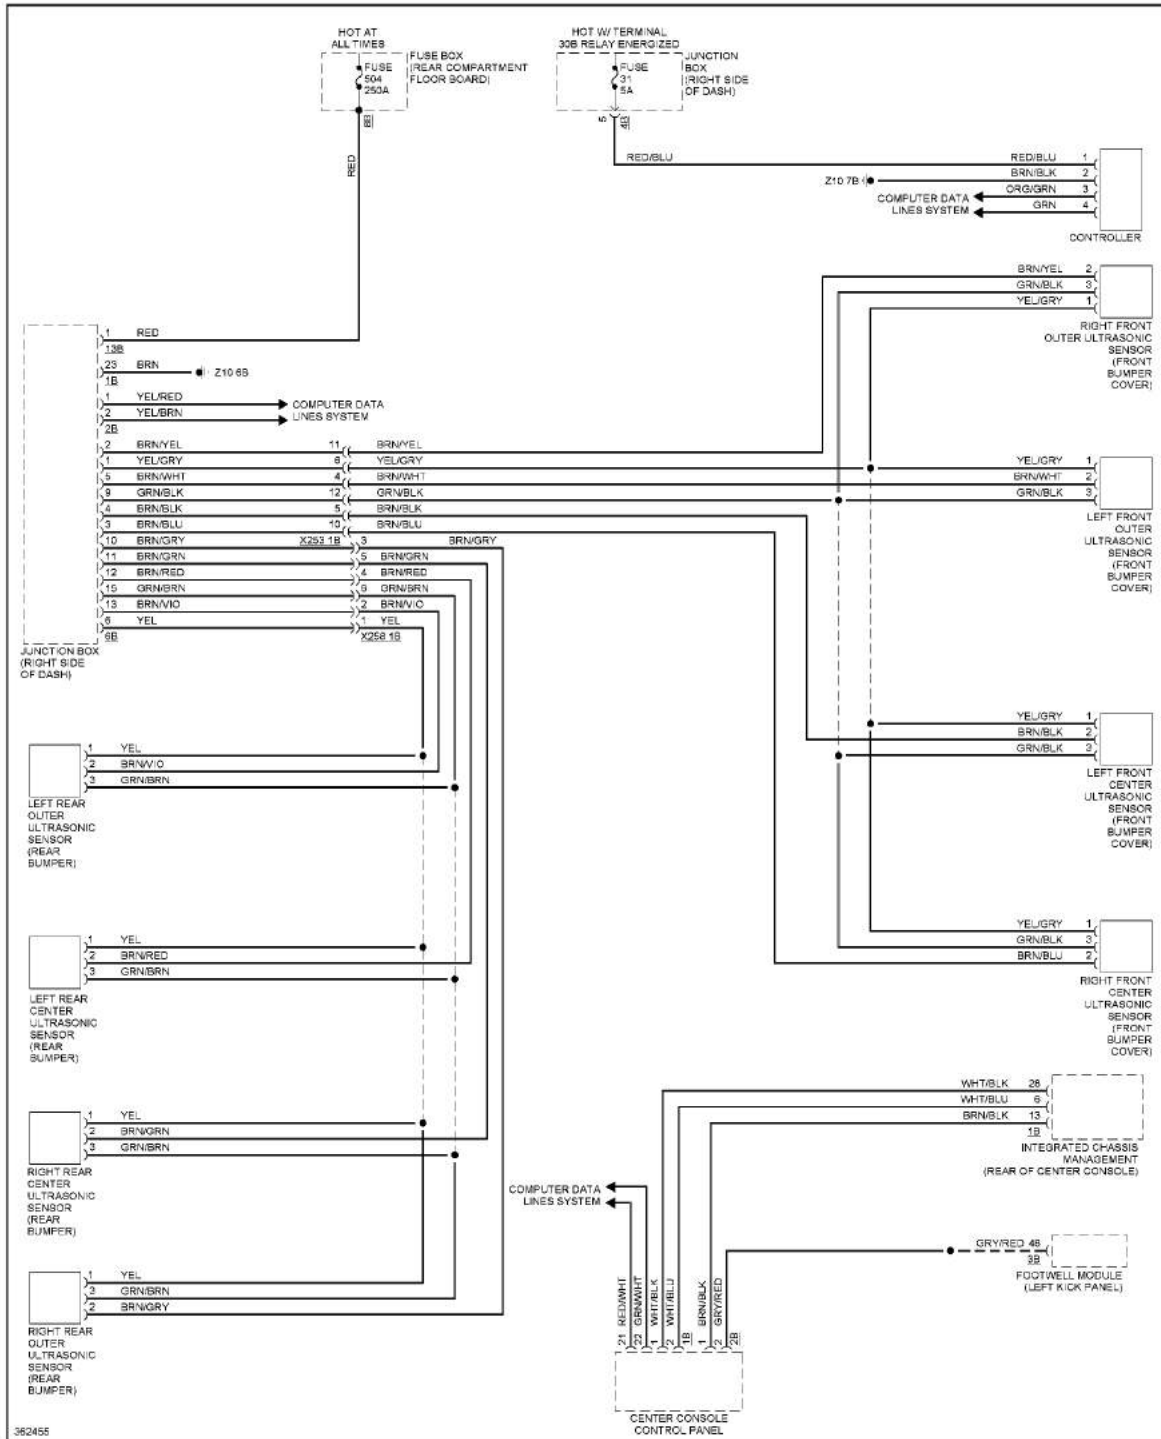 HOT AT
ALL TIMES
FUSE
504
250A
FUSE BOX
(REAR COMPARTMENT
FLOOR BOARD)
8B
RED
HOT W/ TERMINAL
30B RELAY ENERGIZED
FUSE
31
5A
JUNCTION
BOX
(RIGHT SIDE
OF DASH)
5
4B
RED/BLU
RED/BLU 1
Z10 7B
BRN/BLK 2
COMPUTER DATA
LINES SYSTEM
ORG/GRN 3
GRN 4
CONTROLLER
BRN/YEL 2
GRN/BLK 3
YEL/GRY 1
RIGHT FRONT
OUTER ULTRASONIC
SENSOR
(FRONT
BUMPER
COVER)
1 RED
13B
23 BRN
Z10 6B
1B
1 YEL/RED
2 YEL/BRN
2B
COMPUTER DATA
LINES SYSTEM
2 BRN/YEL 11 BRN/YEL
1 YEL/GRY 6 YEL/GRY
5 BRN/WHT 4 BRN/WHT
9 GRN/BLK 12 GRN/BLK
4 BRN/BLK 5 BRN/BLK
3 BRN/BLU 10 BRN/BLU
10 BRN/GRY X253 1B 3 BRN/GRY
11 BRN/GRN 5 BRN/GRN
12 BRN/RED 4 BRN/RED
15 GRN/BRN 6 GRN/BRN
13 BRN/VIO 2 BRN/VIO
6 YEL 1 YEL
6B
X258 1B
JUNCTION BOX
(RIGHT SIDE
OF DASH)
YEL/GRY 1
BRN/WHT 2
GRN/BLK 3
LEFT FRONT
OUTER
ULTRASONIC
SENSOR
(FRONT
BUMPER
COVER)
YEL/GRY 1
BRN/BLK 2
GRN/BLK 3
LEFT FRONT
CENTER
ULTRASONIC
SENSOR
(FRONT
BUMPER
COVER)
YEL/GRY 1
GRN/BLK 3
BRN/BLU 2
RIGHT FRONT
CENTER
ULTRASONIC
SENSOR
(FRONT
BUMPER
COVER)
1 YEL
2 BRN/VIO
3 GRN/BRN
LEFT REAR
OUTER
ULTRASONIC
SENSOR
(REAR
BUMPER)
1 YEL
2 BRN/RED
3 GRN/BRN
LEFT REAR
CENTER
ULTRASONIC
SENSOR
(REAR
BUMPER)
1 YEL
2 BRN/GRN
3 GRN/BRN
RIGHT REAR
CENTER
ULTRASONIC
SENSOR
(REAR
BUMPER)
1 YEL
3 GRN/BRN
2 BRN/GRY
RIGHT REAR
OUTER
ULTRASONIC
SENSOR
(REAR
BUMPER)
WHT/BLK 28
WHT/BLU 6
BRN/BLK 13
1B
INTEGRATED CHASSIS
MANAGEMENT
(REAR OF CENTER CONSOLE)
COMPUTER DATA
LINES SYSTEM
GRY/RED 48
3B
FOOTWELL MODULE
(LEFT KICK PANEL)
21 RED/WHT
22 GRN/WHT
1 WHT/BLK
2 WHT/BLU
1B
1 BRN/BLK
2 GRY/RED
2B
CENTER CONSOLE
CONTROL PANEL
362455